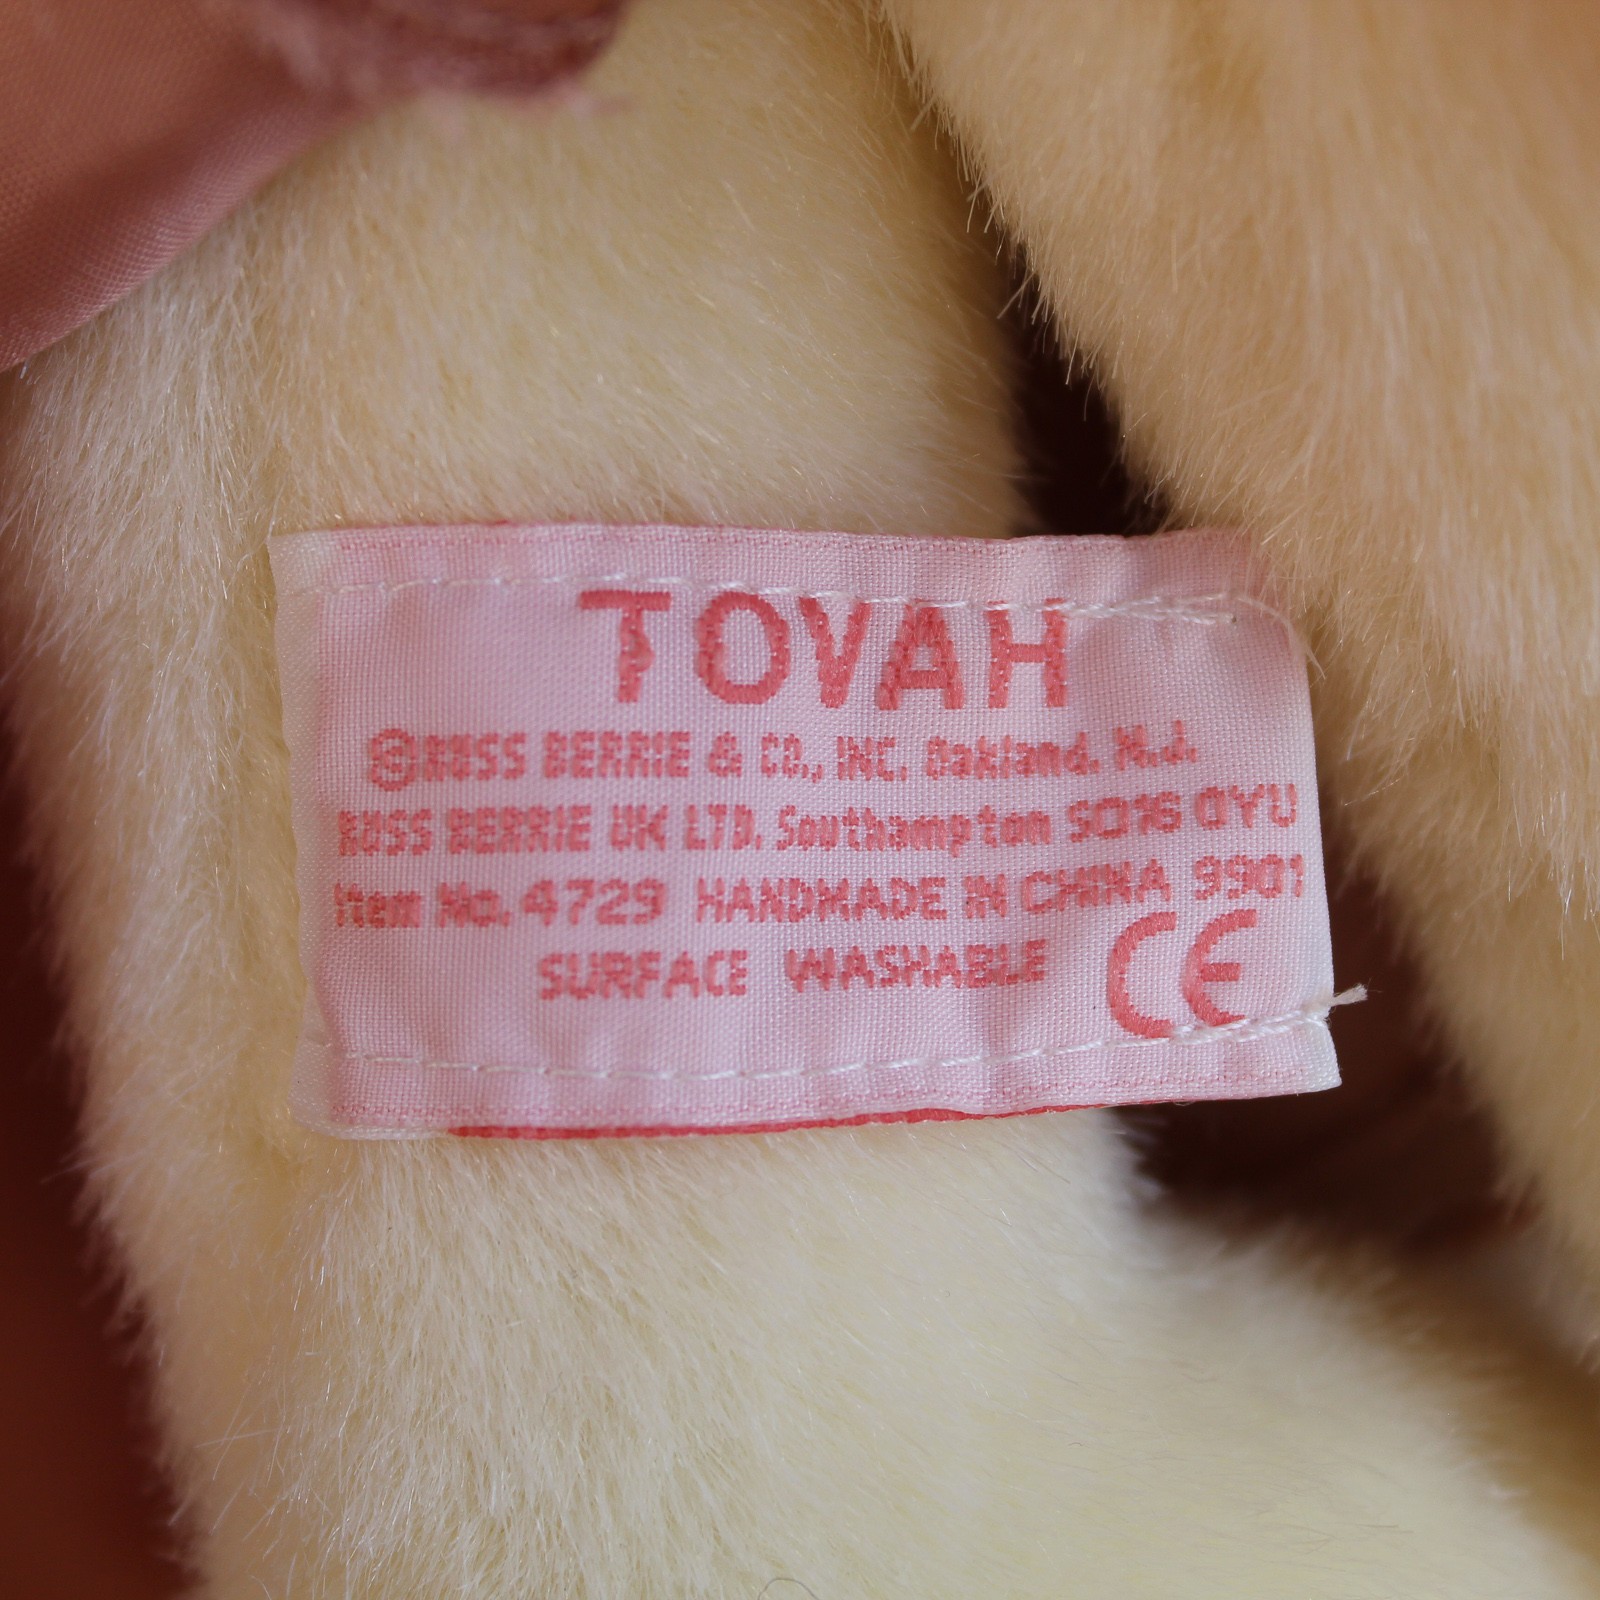 TOVAH
© RUSS BERRIE & CO., INC. Oakland, N.J.
RUSS BERRIE UK LTD. Southampton SO16 0YU
Item No. 4729 HANDMADE IN CHINA 9901
SURFACE WASHABLE CE